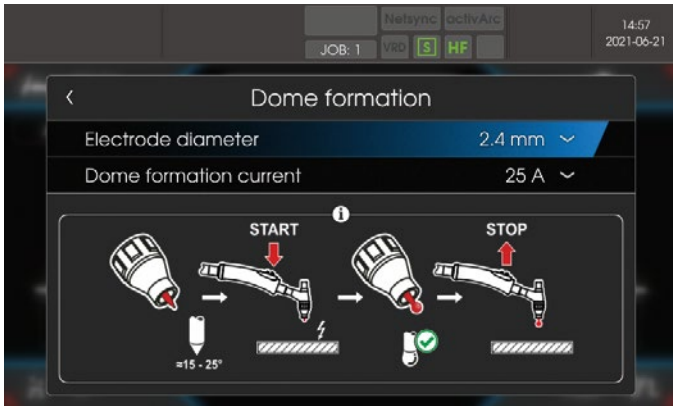 Netsync activArc
14:57
JOB: 1 VRD S HF
2021-06-21
Dome formation
Electrode diameter 2.4 mm
Dome formation current 25 A
START STOP
≈15 - 25°